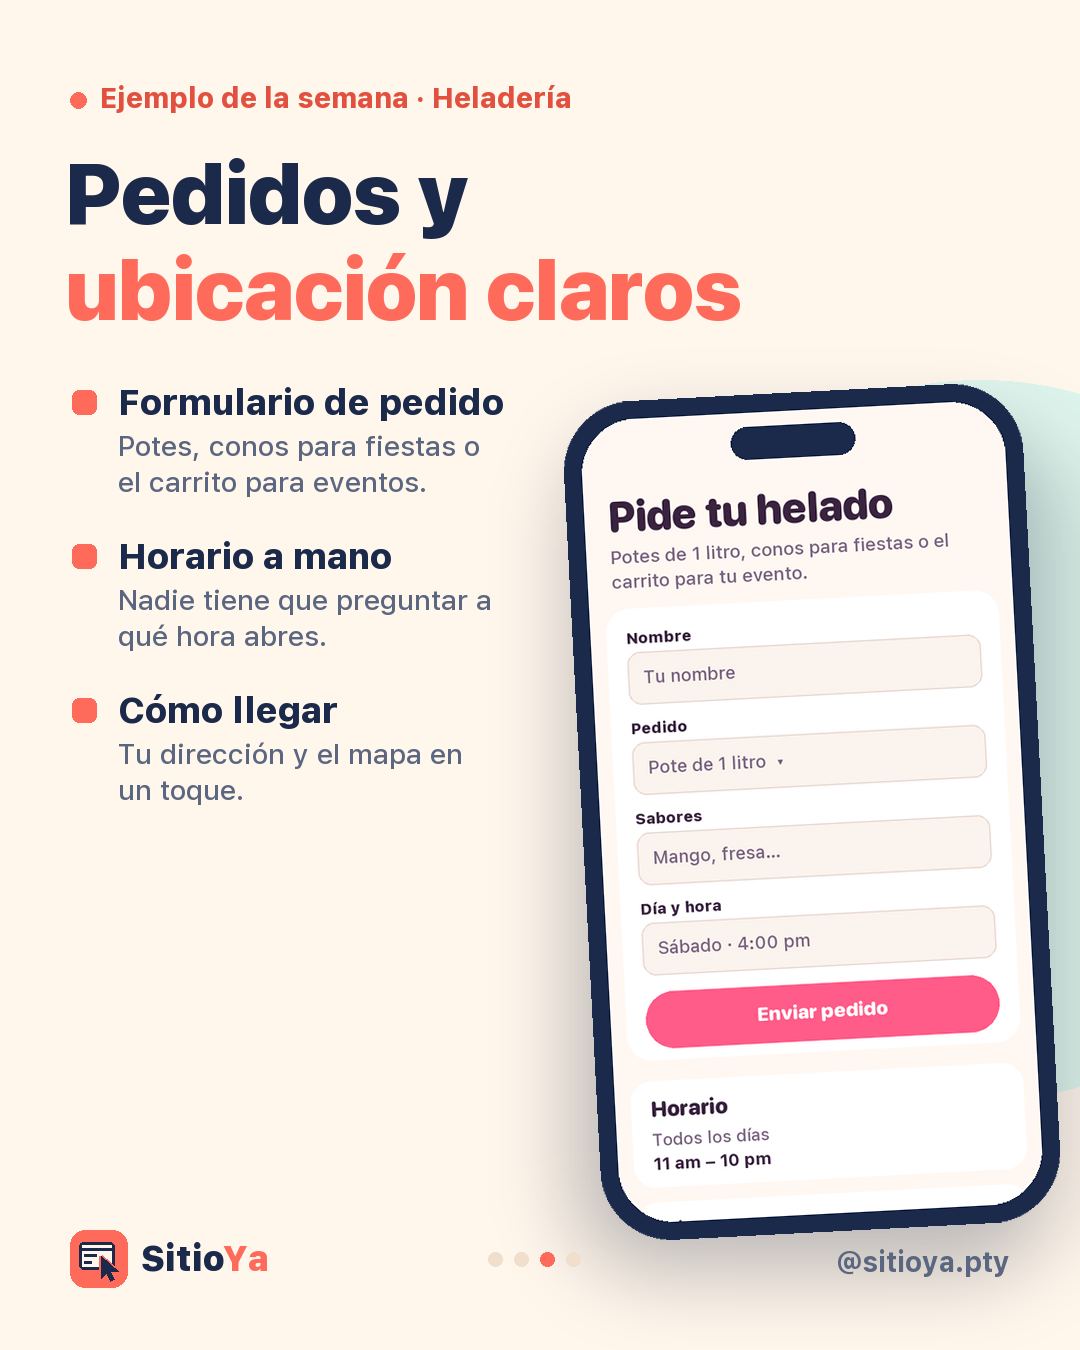 Ejemplo de la semana · Heladería
Pedidos y
ubicación claros
Formulario de pedido
Potes, conos para fiestas o
el carrito para eventos.
Horario a mano
Nadie tiene que preguntar a
qué hora abres.
Cómo llegar
Tu dirección y el mapa en
un toque.
Pide tu helado
Potes de 1 litro, conos para fiestas o el
carrito para tu evento.
Nombre
Tu nombre
Pedido
Pote de 1 litro ▾
Sabores
Mango, fresa...
Día y hora
Sábado · 4:00 pm
Enviar pedido
Horario
Todos los días
11 am – 10 pm
SitioYa
@sitioya.pty